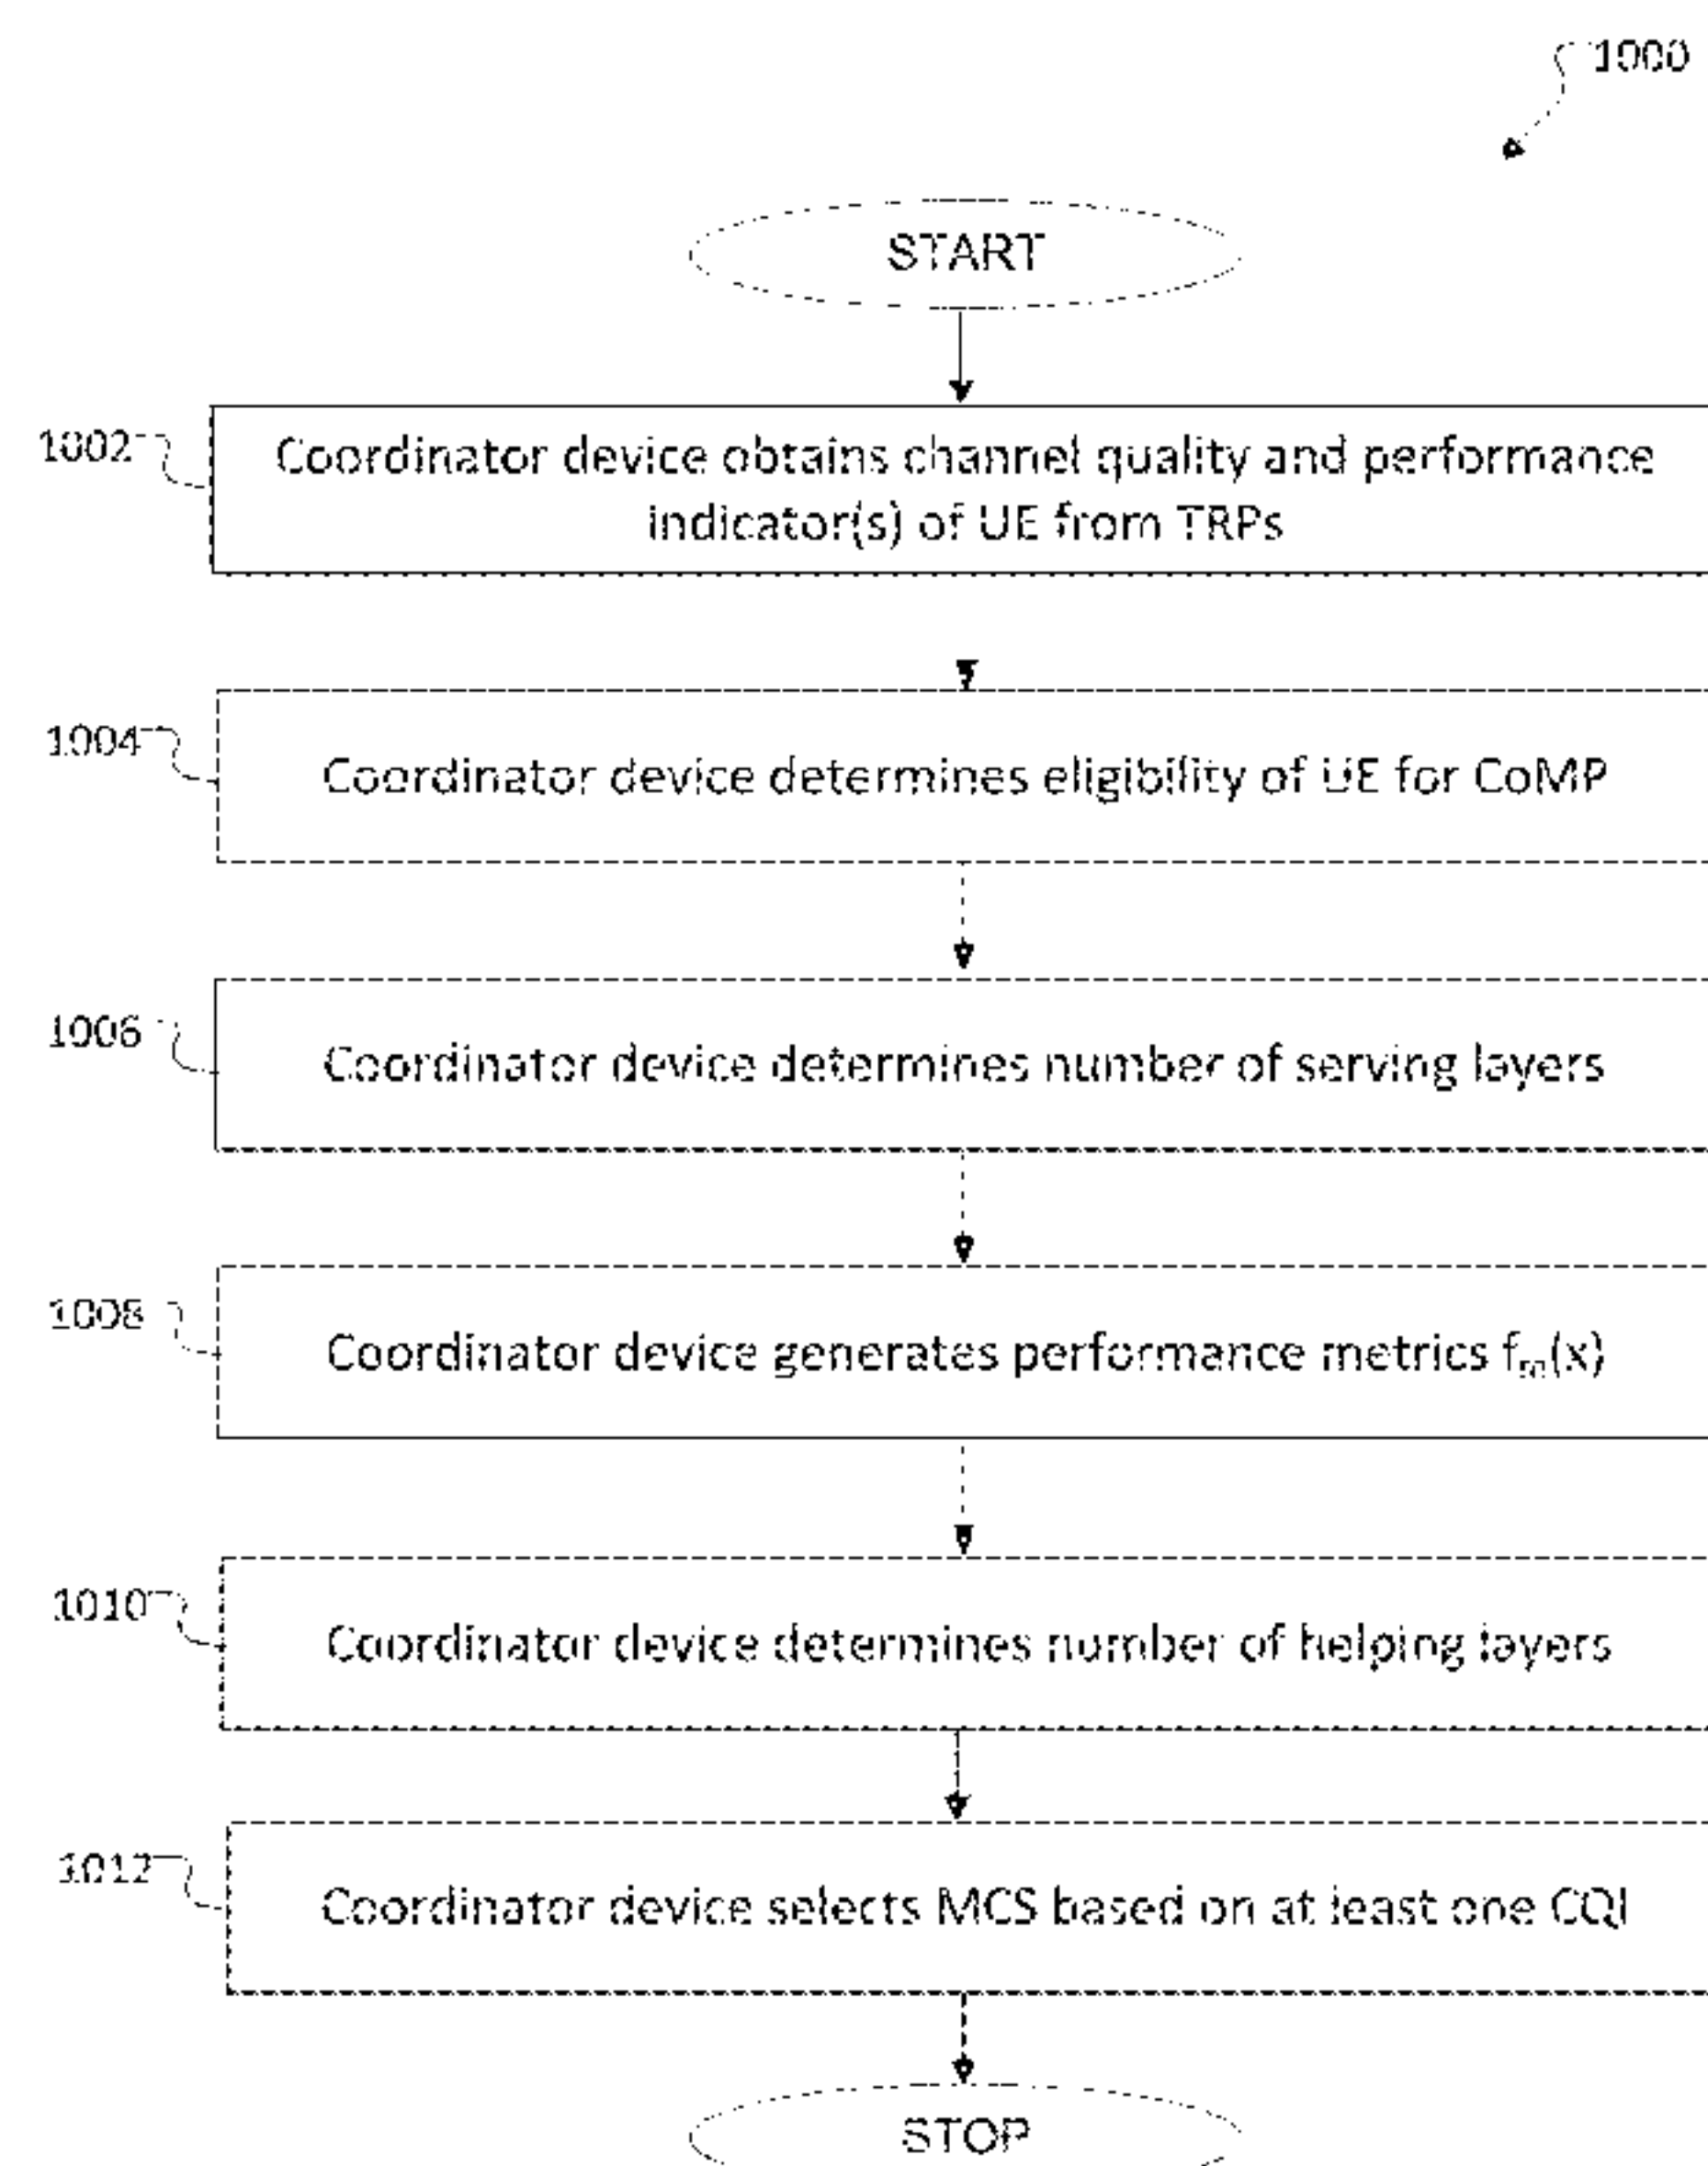 1000
START
1002
Coordinator device obtains channel quality and performance
indicator(s) of UE from TRPs
1004
Coordinator device determines eligibility of UE for CoMP
1006
Coordinator device determines number of serving layers
1008
Coordinator device generates performance metrics fm(x)
1010
Coordinator device determines number of helping layers
1012
Coordinator device selects MCS based on at least one CQI
STOP